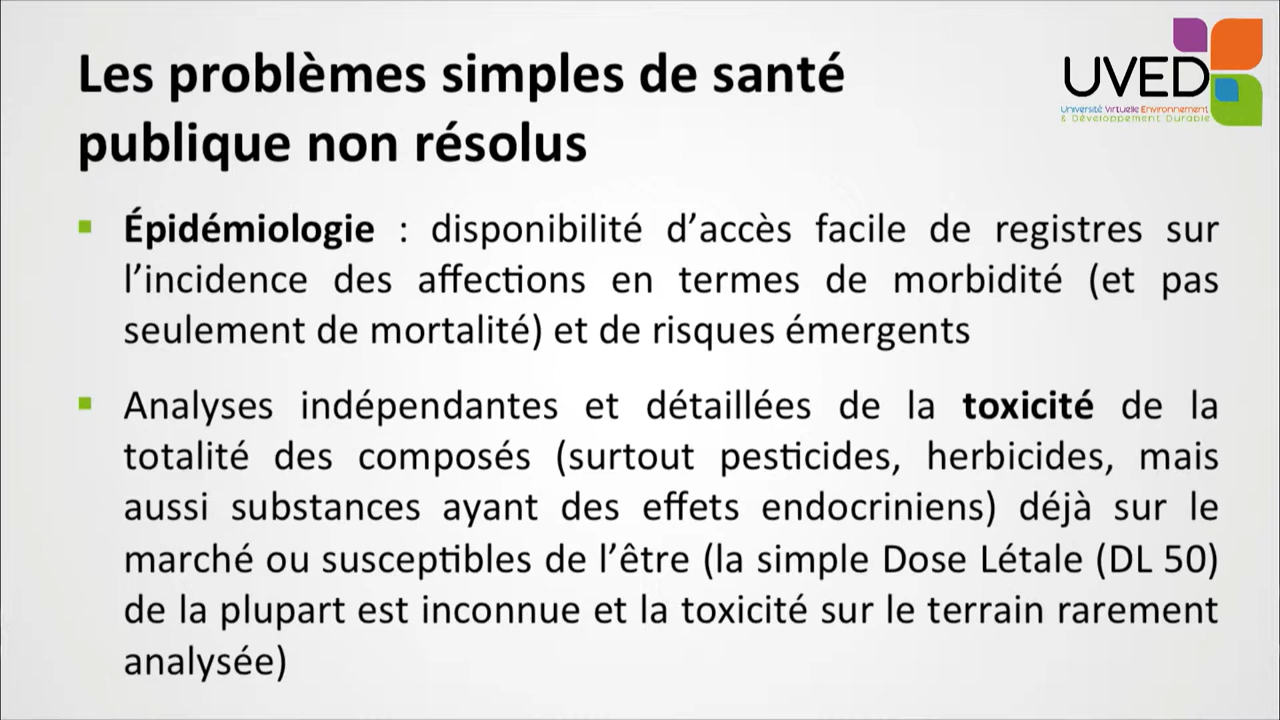 Les problèmes simples de santé
publique non résolus
UVED
Université Virtuelle Environnement
& Développement Durable
Épidémiologie : disponibilité d’accès facile de registres sur
l’incidence des affections en termes de morbidité (et pas
seulement de mortalité) et de risques émergents
Analyses indépendantes et détaillées de la toxicité de la
totalité des composés (surtout pesticides, herbicides, mais
aussi substances ayant des effets endocriniens) déjà sur le
marché ou susceptibles de l’être (la simple Dose Létale (DL 50)
de la plupart est inconnue et la toxicité sur le terrain rarement
analysée)